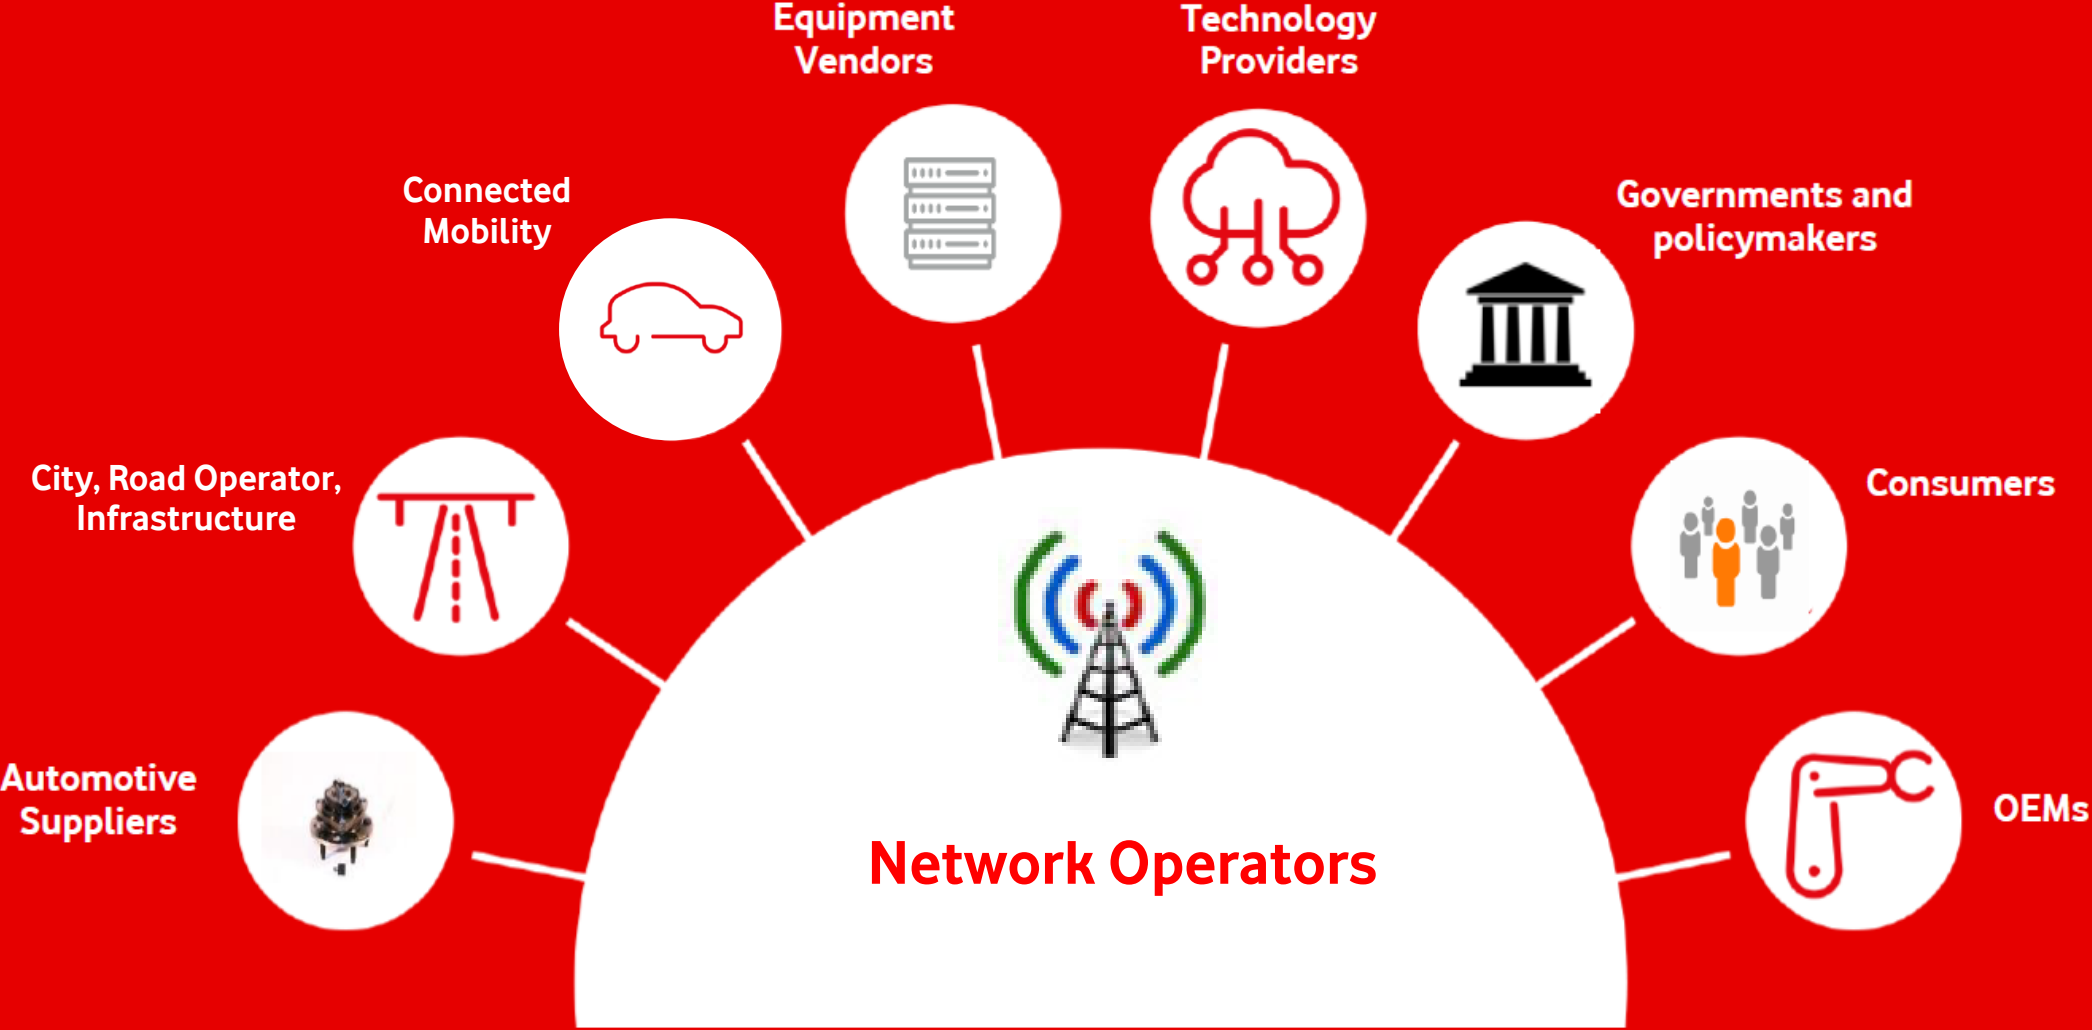 Equipment
Vendors
Technology
Providers
Connected
Mobility
Governments and
policymakers
City, Road Operator,
Infrastructure
Consumers
Automotive
Suppliers
OEMs
Network Operators